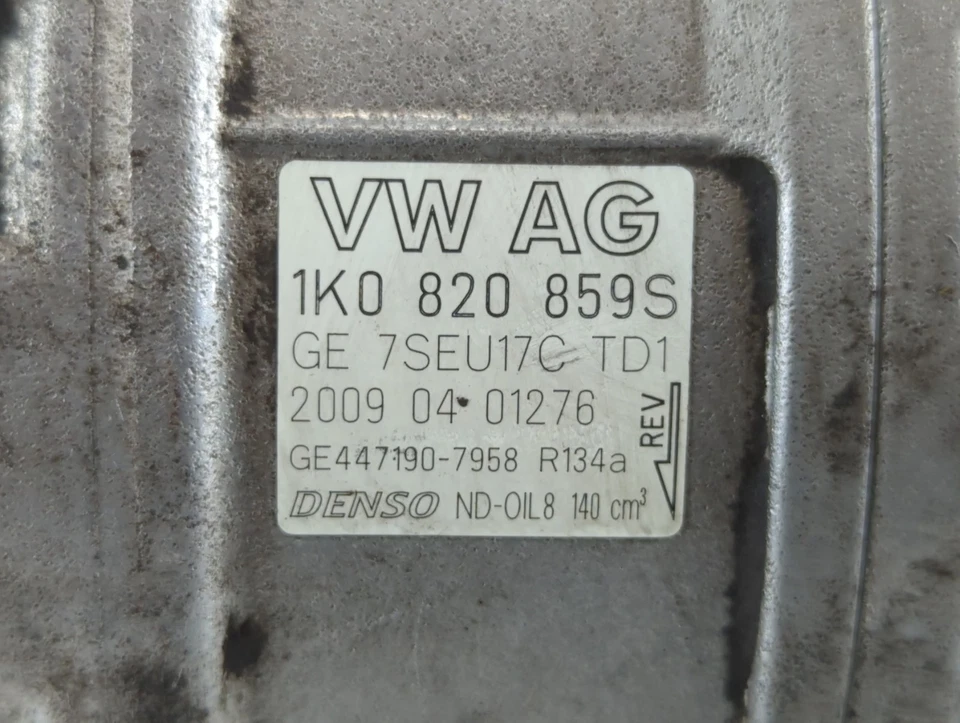 VW AG
1K0 820 859S
GE 7SEU17C TD1
2009 04 01276
GE447190-7958 R134a
DENSO ND-OIL8 140 cm³
REV